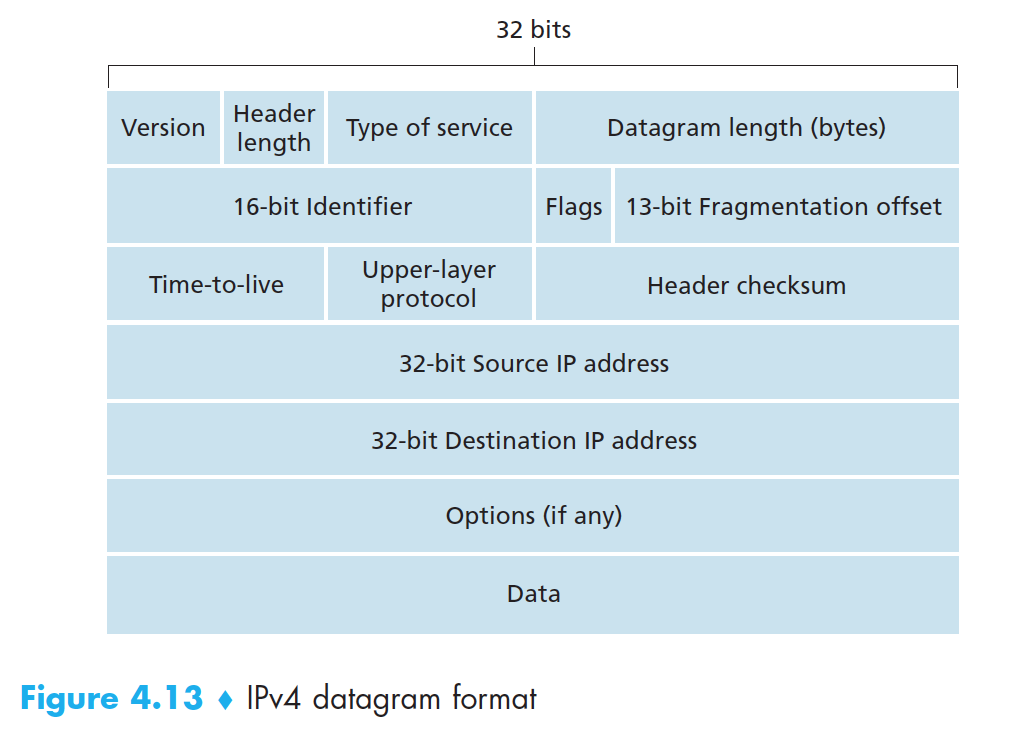 32 bits
Version
Header
length
Type of service
Datagram length (bytes)
16-bit Identifier
Flags
13-bit Fragmentation offset
Time-to-live
Upper-layer
protocol
Header checksum
32-bit Source IP address
32-bit Destination IP address
Options (if any)
Data
Figure 4.13 ♦ IPv4 datagram format